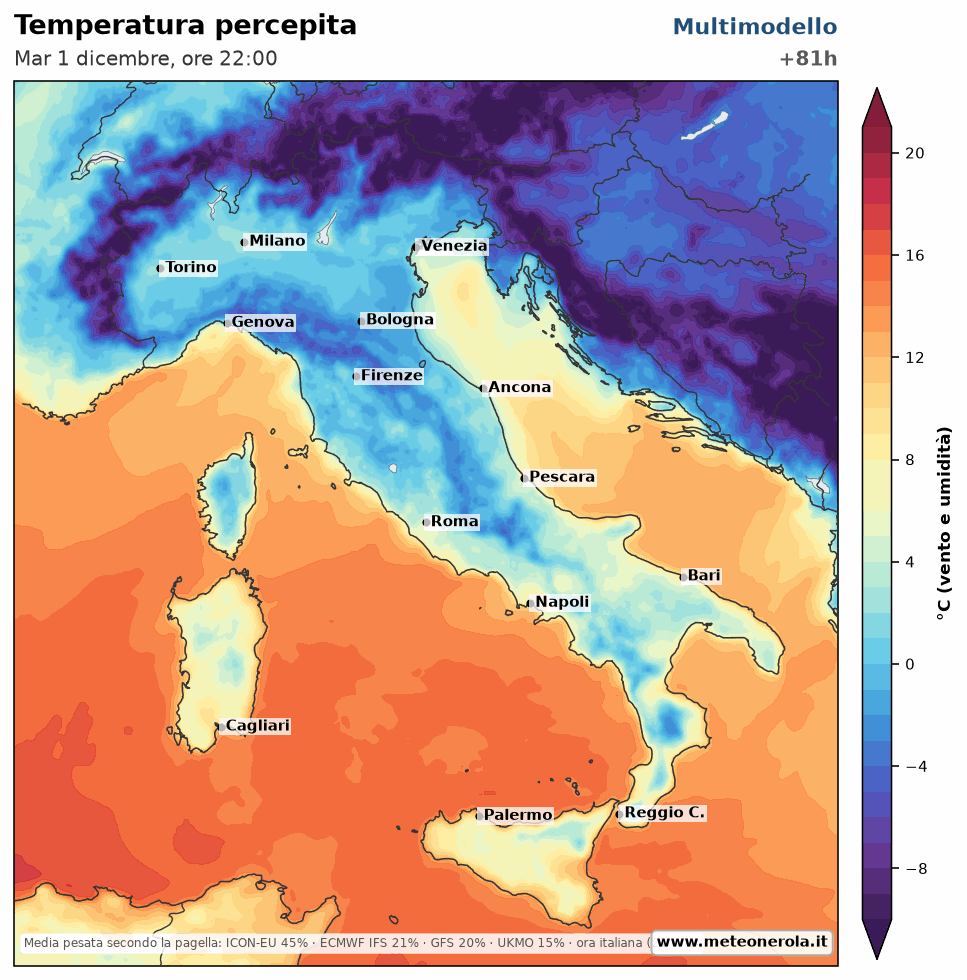 Temperatura percepita
Multimodello
Mar 1 dicembre, ore 22:00
+81h
Milano
Venezia
Torino
Genova
Bologna
Firenze
Ancona
Pescara
Roma
Bari
Napoli
Cagliari
Palermo
Reggio C.
20
16
12
8
4
0
−4
−8
°C (vento e umidità)
Media pesata secondo la pagella: ICON-EU 45% · ECMWF IFS 21% · GFS 20% · UKMO 15% · ora italiana (
www.meteonerola.it